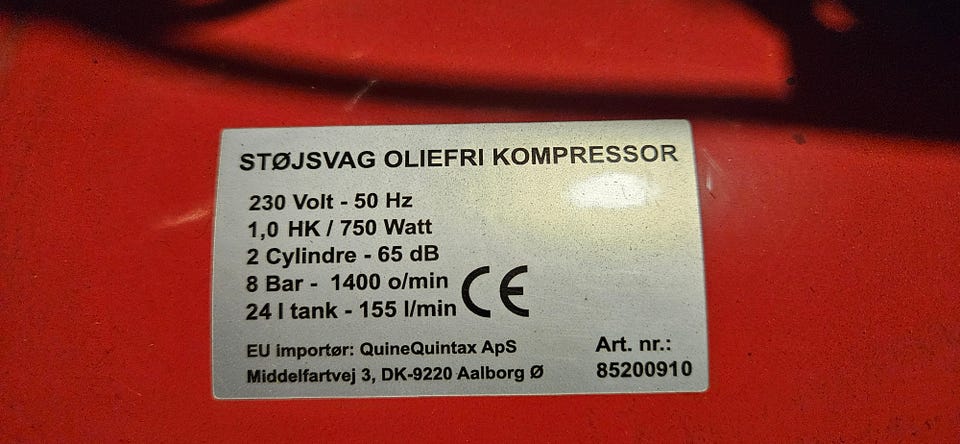 STØJSVAG OLIEFRI KOMPRESSOR
230 Volt - 50 Hz
1,0 HK / 750 Watt
2 Cylindre - 65 dB
8 Bar - 1400 o/min
24 l tank - 155 l/min
CE
EU importør: QuineQuintax ApS
Middelfartvej 3, DK-9220 Aalborg Ø
Art. nr.:
85200910